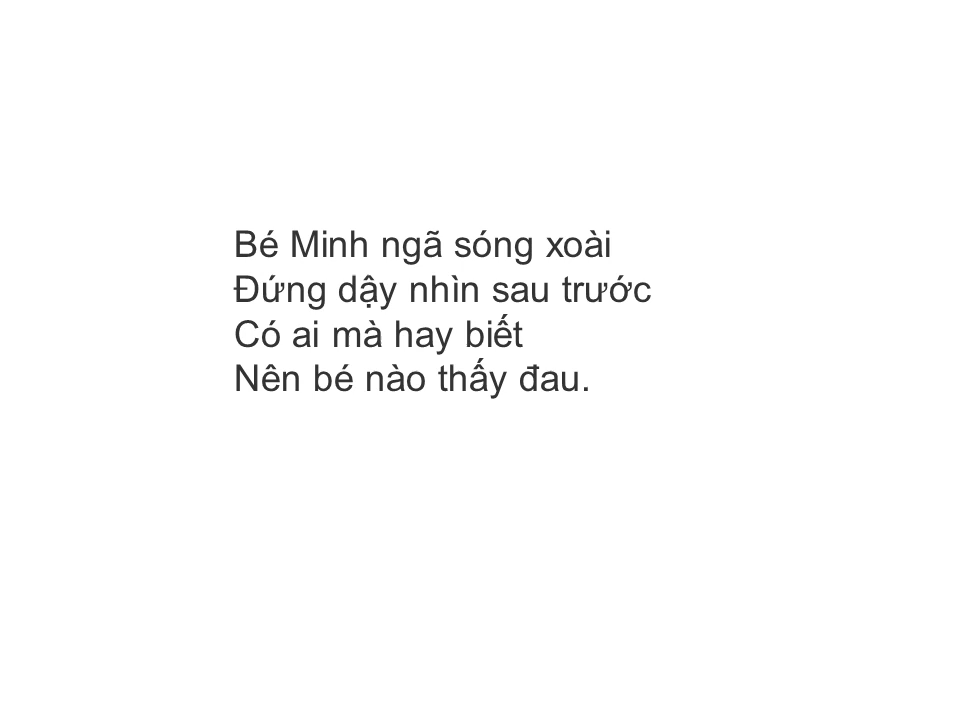 Bé Minh ngã sóng xoài
Đứng dậy nhìn sau trước
Có ai mà hay biết
Nên bé nào thấy đau.